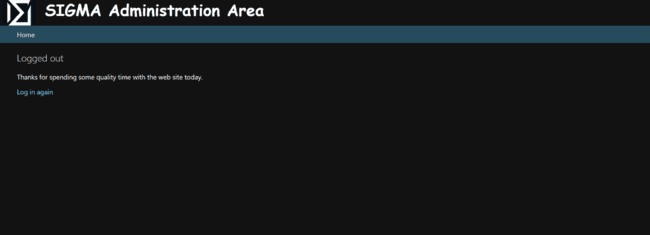 SIGMA Administration Area
Home
Logged out
Thanks for spending some quality time with the web site today.
Log in again